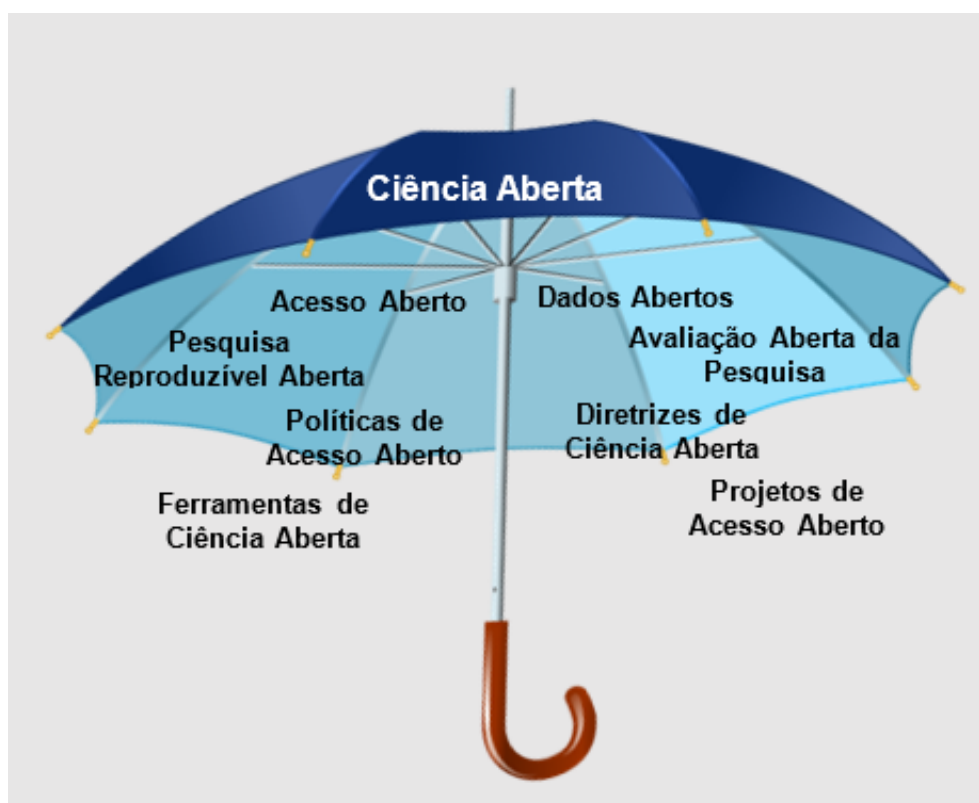 Ciência Aberta
Acesso Aberto
Dados Abertos
Pesquisa
Reproduzível Aberta
Avaliação Aberta da
Pesquisa
Políticas de
Acesso Aberto
Diretrizes de
Ciência Aberta
Ferramentas de
Ciência Aberta
Projetos de
Acesso Aberto